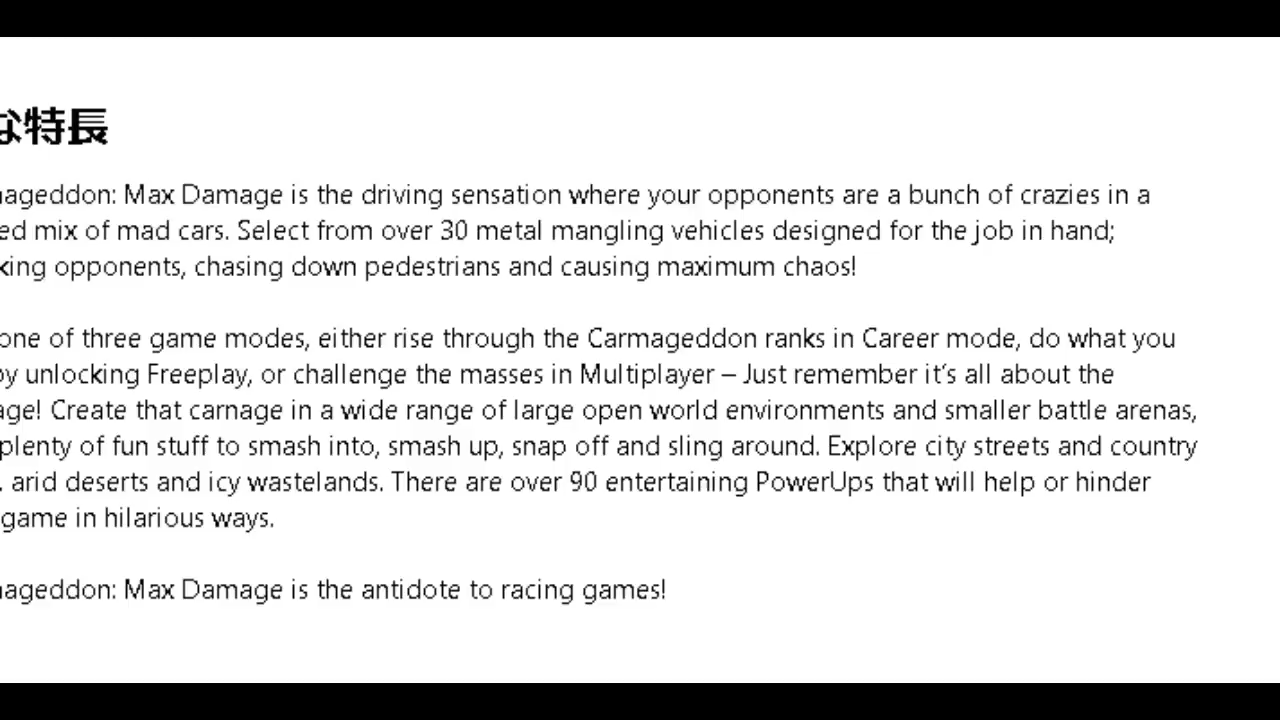 な特長
mageddon: Max Damage is the driving sensation where your opponents are a bunch of crazies in a
ed mix of mad cars. Select from over 30 metal mangling vehicles designed for the job in hand;
king opponents, chasing down pedestrians and causing maximum chaos!
one of three game modes, either rise through the Carmageddon ranks in Career mode, do what you
by unlocking Freeplay, or challenge the masses in Multiplayer – Just remember it’s all about the
age! Create that carnage in a wide range of large open world environments and smaller battle arenas,
plenty of fun stuff to smash into, smash up, snap off and sling around. Explore city streets and country
. arid deserts and icy wastelands. There are over 90 entertaining PowerUps that will help or hinder
game in hilarious ways.
mageddon: Max Damage is the antidote to racing games!